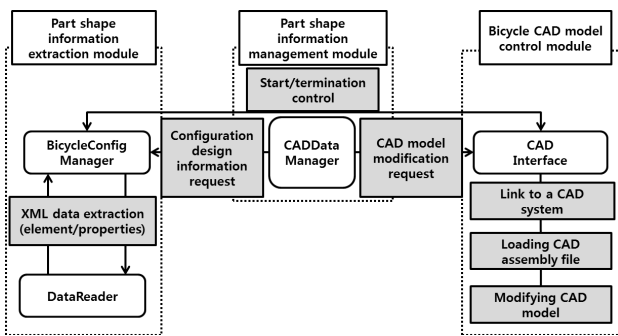 Part shape
information
extraction module
Part shape
information
management module
Bicycle CAD model
control module
Start/termination
control
BicycleConfig
Manager
Configuration
design
information
request
CADData
Manager
CAD model
modification
request
CAD
Interface
XML data extraction
(element/properties)
Link to a CAD
system
Loading CAD
assembly file
DataReader
Modifying CAD
model